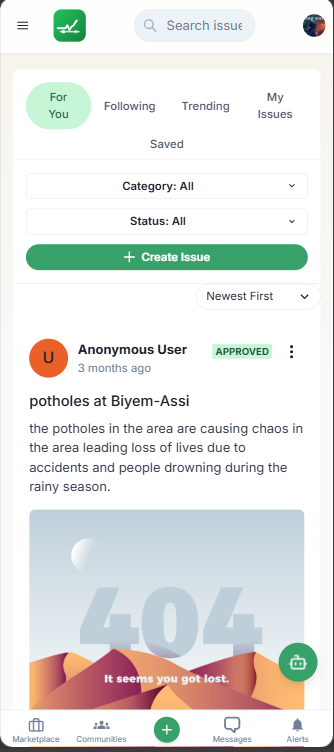 Search issue
For
You
Following
Trending
My
Issues
Saved
Category: All
Status: All
+ Create Issue
Newest First
U
Anonymous User
APPROVED
3 months ago
potholes at Biyem-Assi
the potholes in the area are causing chaos in
the area leading loss of lives due to
accidents and people drowning during the
rainy season.
404
It seems you got lost.
Marketplace
Communities
Messages
Alerts